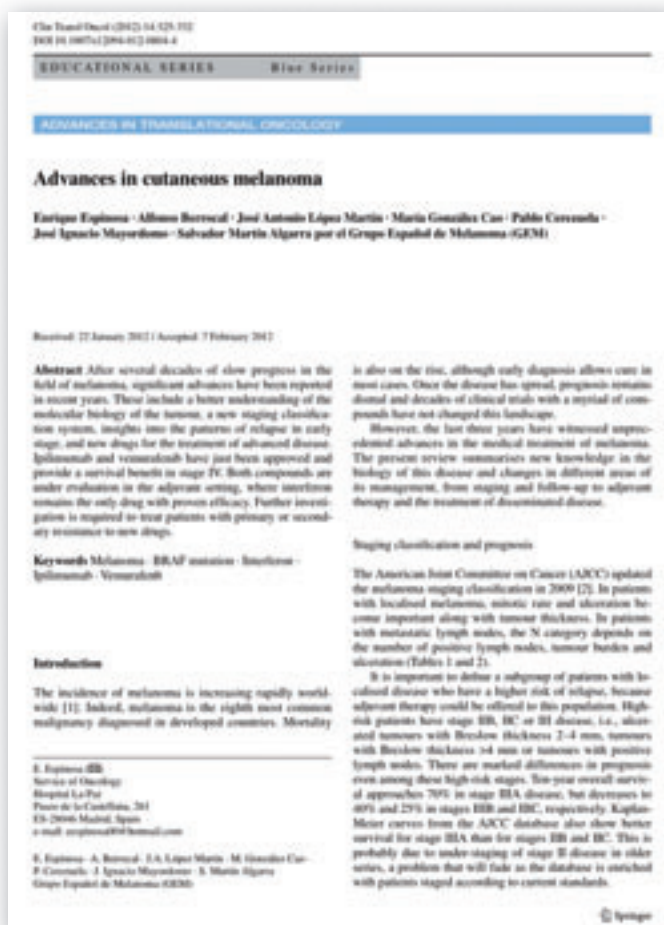 Clin Transl Oncol (2012) 14:325-332
EDUCATIONAL SERIES Blue Series
ADVANCES IN TRANSLATIONAL ONCOLOGY
Advances in cutaneous melanoma
Enrique Espinosa · Alfonso Berrocal · José Antonio López Martín · María González Cao · Pablo Cerezuela ·
José Ignacio Mayordomo · Salvador Martín Algarra por el Grupo Español de Melanoma (GEM)
Received: 22 January 2012 / Accepted: 7 February 2012
Abstract After several decades of slow progress in the
field of melanoma, significant advances have been reported
in recent years. These include a better understanding of the
molecular biology of the tumour, a new staging classifi-
cation system, insights into the patterns of relapse in early
stage, and new drugs for the treatment of advanced disease.
Ipilimumab and vemurafenib have just been approved and
provide a survival benefit in stage IV. Both compounds are
under evaluation in the adjuvant setting, where interferon
remains the only drug with proven efficacy. Further investi-
gation is required to treat patients with primary or second-
ary resistance to new drugs.
Keywords Melanoma · BRAF mutation · Interferon ·
Ipilimumab · Vemurafenib
Introduction
The incidence of melanoma is increasing rapidly world-
wide [1]. Indeed, melanoma is the eighth most common
malignancy diagnosed in developed countries. Mortality
E. Espinosa
Service of Oncology
Hospital La Paz
Paseo de la Castellana, 261
ES-28046 Madrid, Spain
e-mail:
E. Espinosa · A. Berrocal · J.A. López Martín · M. González Cao ·
P. Cerezuela · J. Ignacio Mayordomo · S. Martín Algarra
Grupo Español de Melanoma (GEM)
is also on the rise, although early diagnosis allows cure in
most cases. Once the disease has spread, prognosis remains
dismal and decades of clinical trials with a myriad of com-
pounds have not changed this landscape.
However, the last three years have witnessed unprec-
edented advances in the medical treatment of melanoma.
The present review summarises new knowledge in the
biology of this disease and changes in different areas of
its management, from staging and follow-up to adjuvant
therapy and the treatment of disseminated disease.
Staging classification and prognosis
The American Joint Committee on Cancer (AJCC) updated
the melanoma staging classification in 2009 [2]. In patients
with localised melanoma, mitotic rate and ulceration be-
come important along with tumour thickness. In patients
with metastatic lymph nodes, the N category depends on
the number of positive lymph nodes, tumour burden and
ulceration (Tables 1 and 2).
It is important to define a subgroup of patients with lo-
calised disease who have a higher risk of relapse, because
adjuvant therapy could be offered to this population. High-
risk patients have stage IIB, IIC or III disease, i.e., ulcer-
ated tumours with Breslow thickness 2–4 mm, tumours
with Breslow thickness >4 mm or tumours with positive
lymph nodes. There are marked differences in prognosis
even among these high-risk stages. Ten-year overall surviv-
al approaches 70% in stage IIIA disease, but decreases to
40% and 25% in stages IIIB and IIIC, respectively. Kaplan-
Meier curves from the AJCC database also show better
survival for stage IIIA than for stages IIB and IIC. This is
probably due to under-staging of stage II disease in older
series, a problem that will fade as the database is enriched
with patients staged according to current standards.
Springer